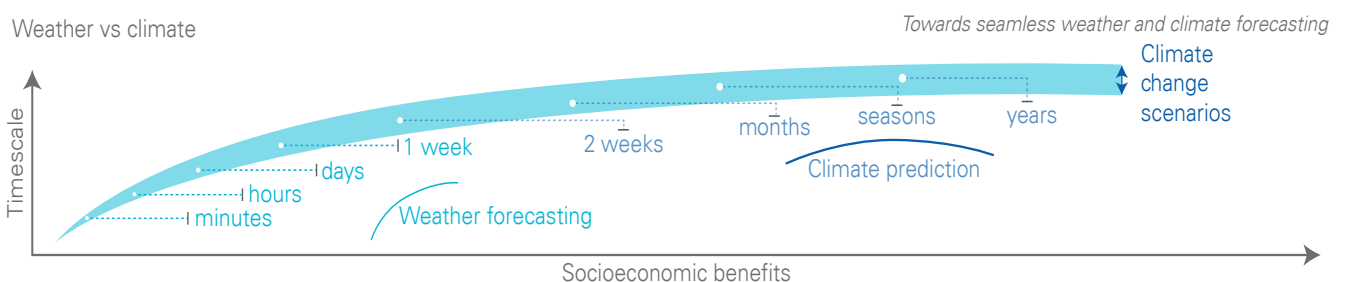 Weather vs climate
Towards seamless weather and climate forecasting
Climate
change
scenarios
Timescale
years
seasons
months
2 weeks
1 week
days
hours
minutes
Climate prediction
Weather forecasting
Socioeconomic benefits